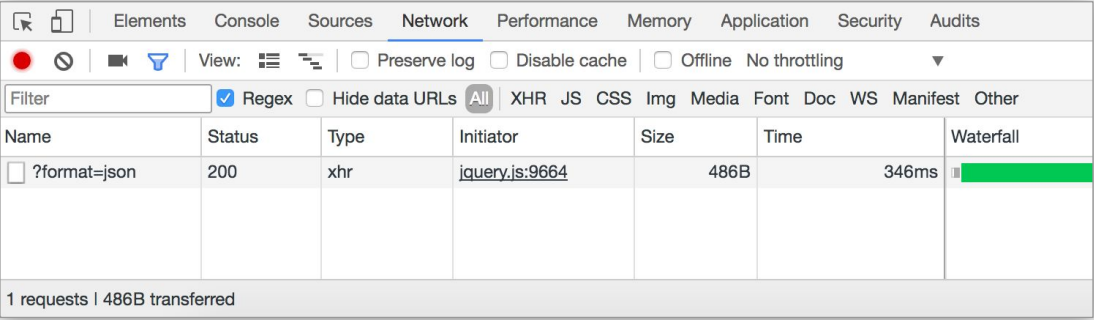 Elements Console Sources Network Performance Memory Application Security Audits
View: Preserve log Disable cache Offline No throttling
Filter Regex Hide data URLs All XHR JS CSS Img Media Font Doc WS Manifest Other
Name Status Type Initiator Size Time Waterfall
?format=json 200 xhr jquery.js:9664 486B 346ms
1 requests | 486B transferred